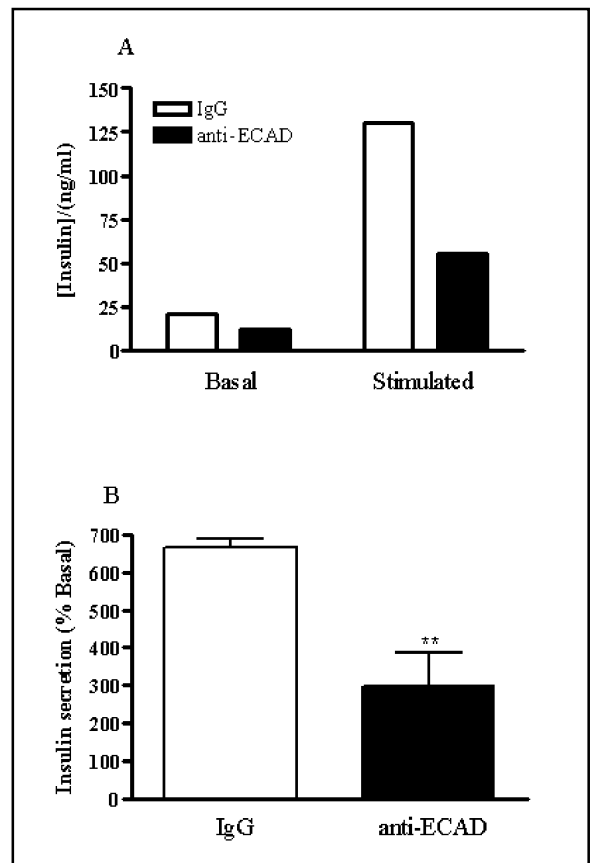 A
[Insulin]/(ng/ml)
150
125
100
75
50
25
0
IgG
anti-ECAD
Basal
Stimulated
B
Insulin secretion (% Basal)
700
600
500
400
300
200
100
0
**
IgG
anti-ECAD